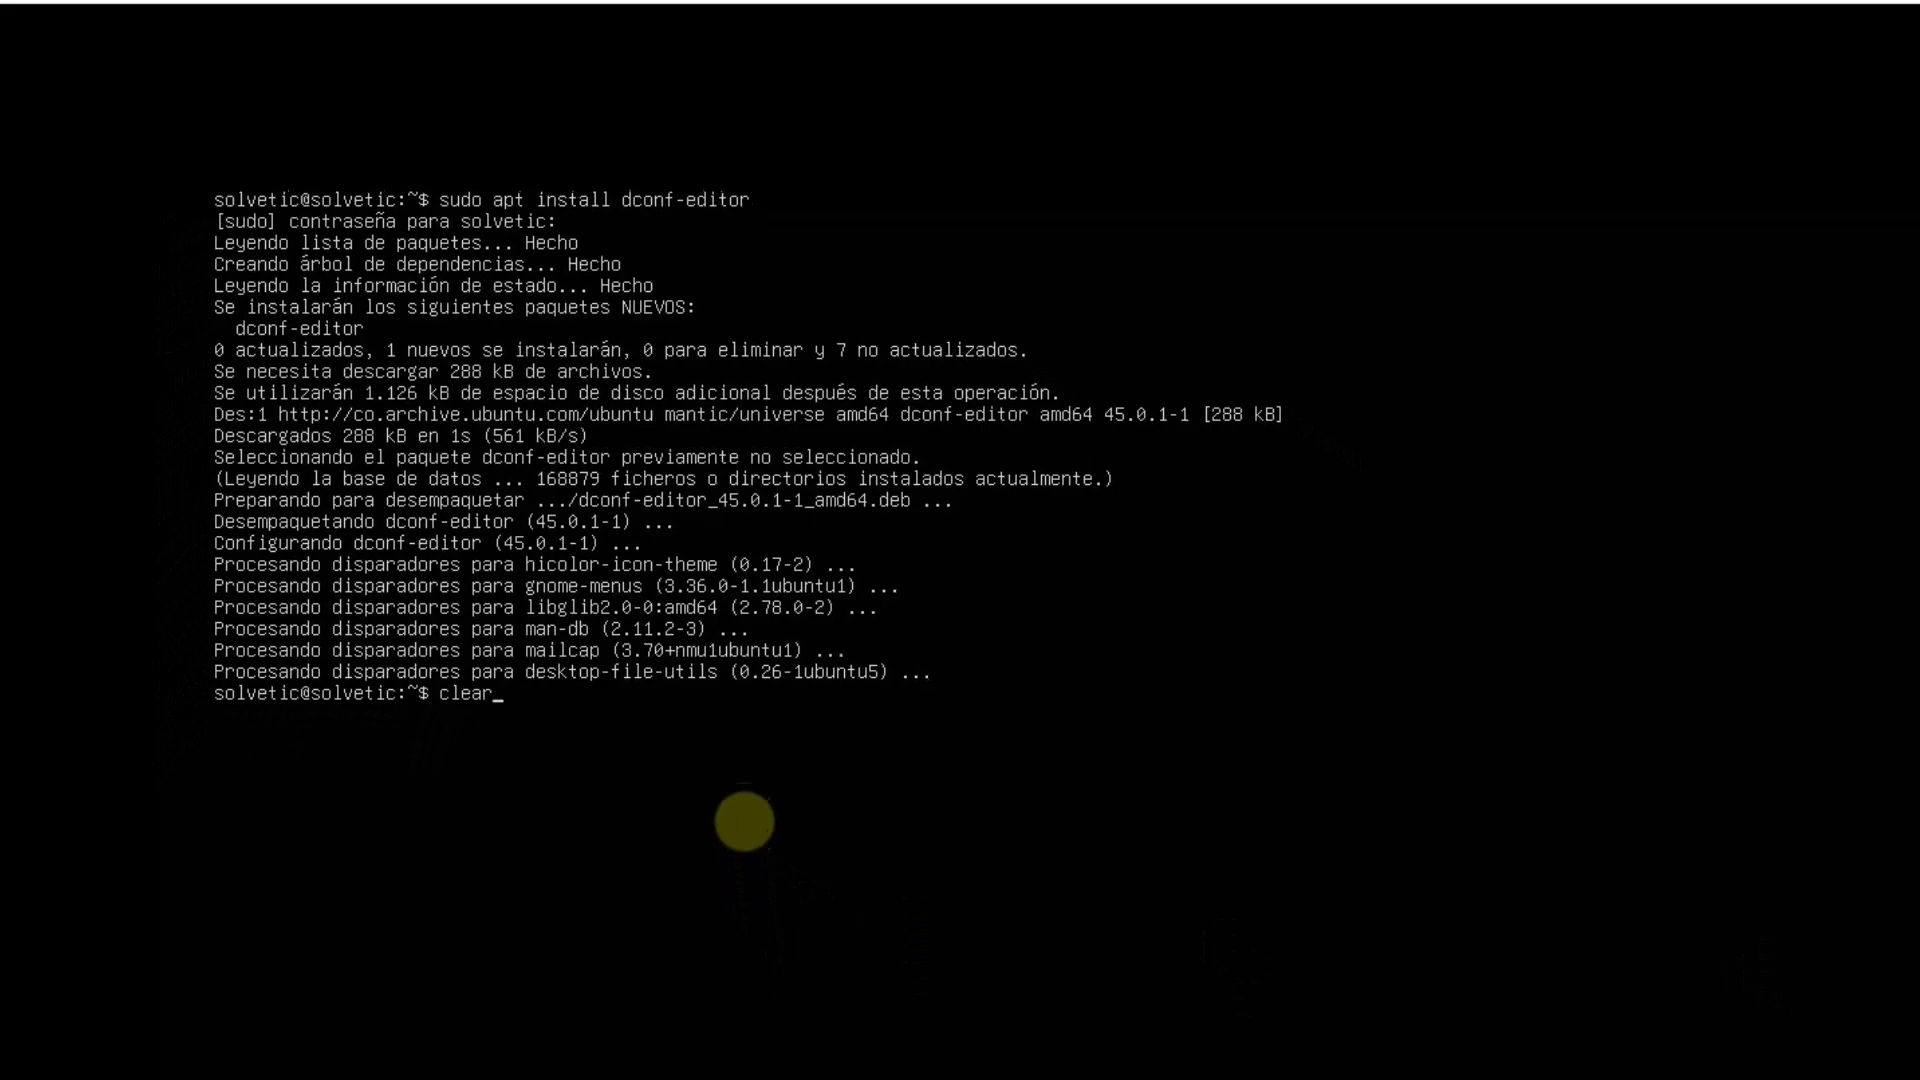 solvetic@solvetic:~$ sudo apt install dconf-editor
[sudo] contraseña para solvetic:
Leyendo lista de paquetes... Hecho
Creando árbol de dependencias... Hecho
Leyendo la información de estado... Hecho
Se instalarán los siguientes paquetes NUEVOS:
  dconf-editor
0 actualizados, 1 nuevos se instalarán, 0 para eliminar y 7 no actualizados.
Se necesita descargar 288 kB de archivos.
Se utilizarán 1.126 kB de espacio de disco adicional después de esta operación.
Des:1 http://co.archive.ubuntu.com/ubuntu mantic/universe amd64 dconf-editor amd64 45.0.1-1 [288 kB]
Descargados 288 kB en 1s (561 kB/s)
Seleccionando el paquete dconf-editor previamente no seleccionado.
(Leyendo la base de datos ... 168879 ficheros o directorios instalados actualmente.)
Preparando para desempaquetar .../dconf-editor_45.0.1-1_amd64.deb ...
Desempaquetando dconf-editor (45.0.1-1) ...
Configurando dconf-editor (45.0.1-1) ...
Procesando disparadores para hicolor-icon-theme (0.17-2) ...
Procesando disparadores para gnome-menus (3.36.0-1.1ubuntu1) ...
Procesando disparadores para libglib2.0-0:amd64 (2.78.0-2) ...
Procesando disparadores para man-db (2.11.2-3) ...
Procesando disparadores para mailcap (3.70+nmu1ubuntu1) ...
Procesando disparadores para desktop-file-utils (0.26-1ubuntu5) ...
solvetic@solvetic:~$ clear_